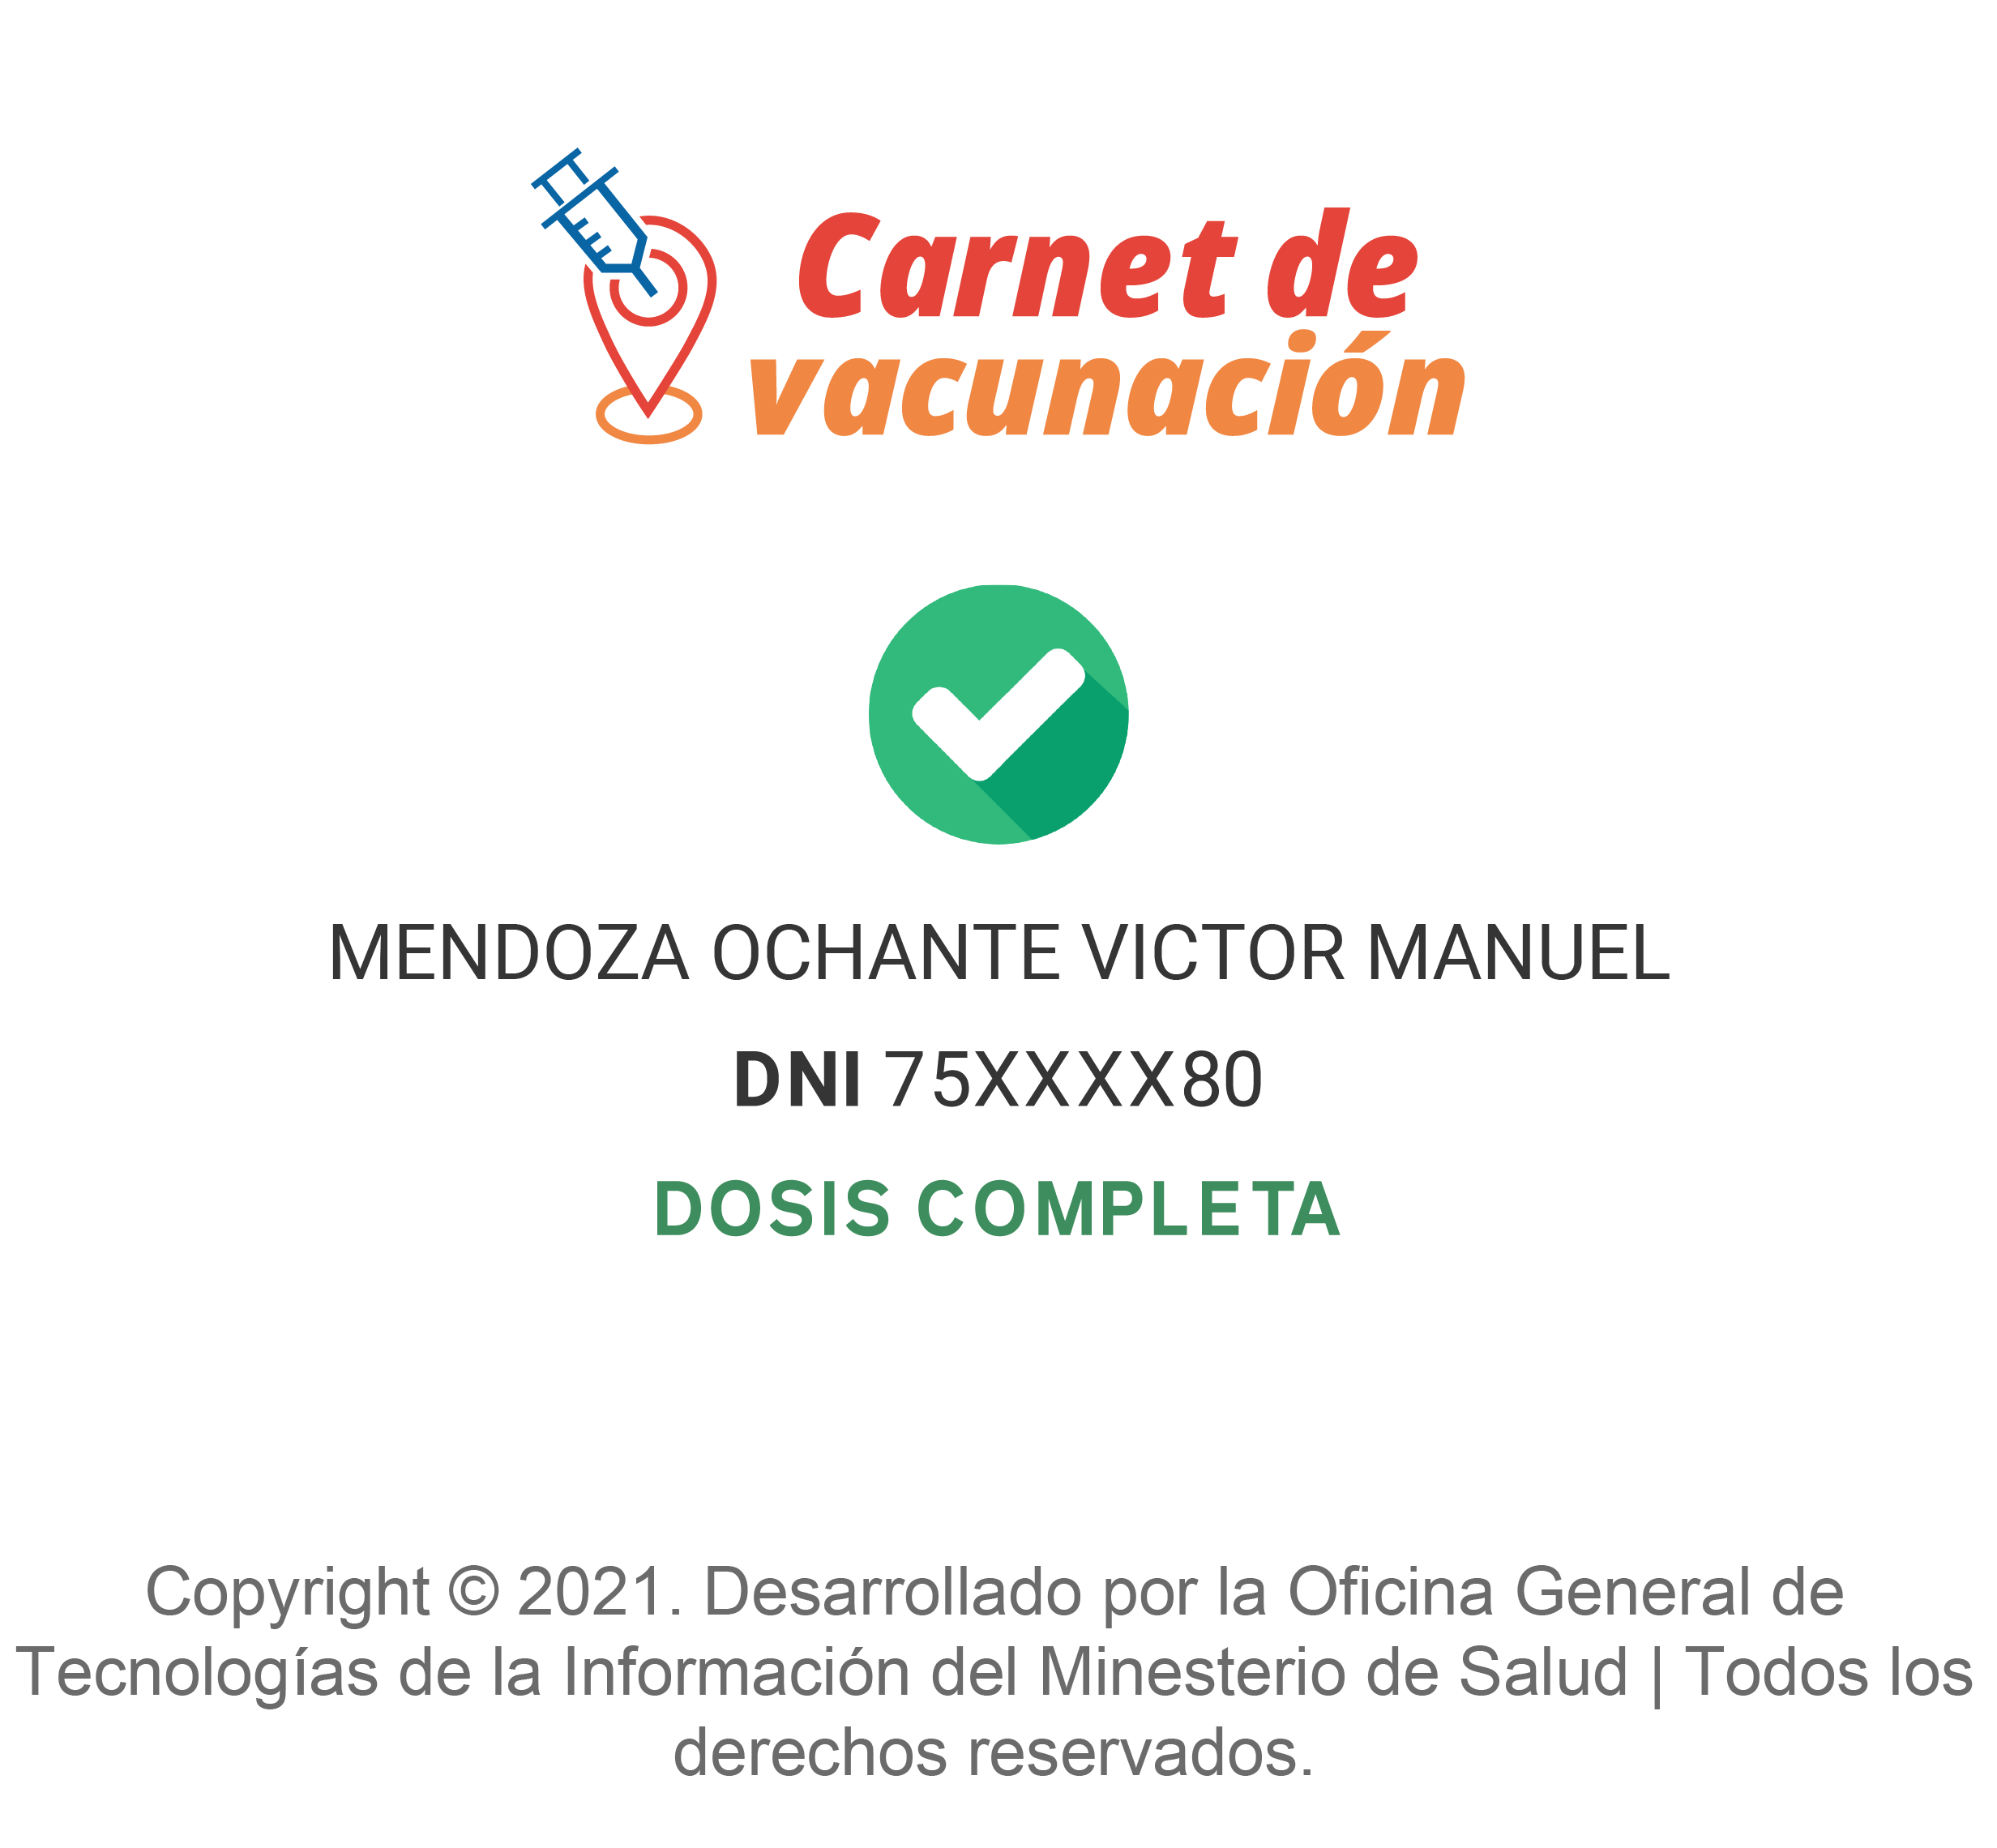 Carnet de
vacunación
MENDOZA OCHANTE VICTOR MANUEL
DNI 75XXXX80
DOSIS COMPLETA
Copyright © 2021. Desarrollado por la Oficina General de
Tecnologías de la Información del Minesterio de Salud | Todos los
derechos reservados.